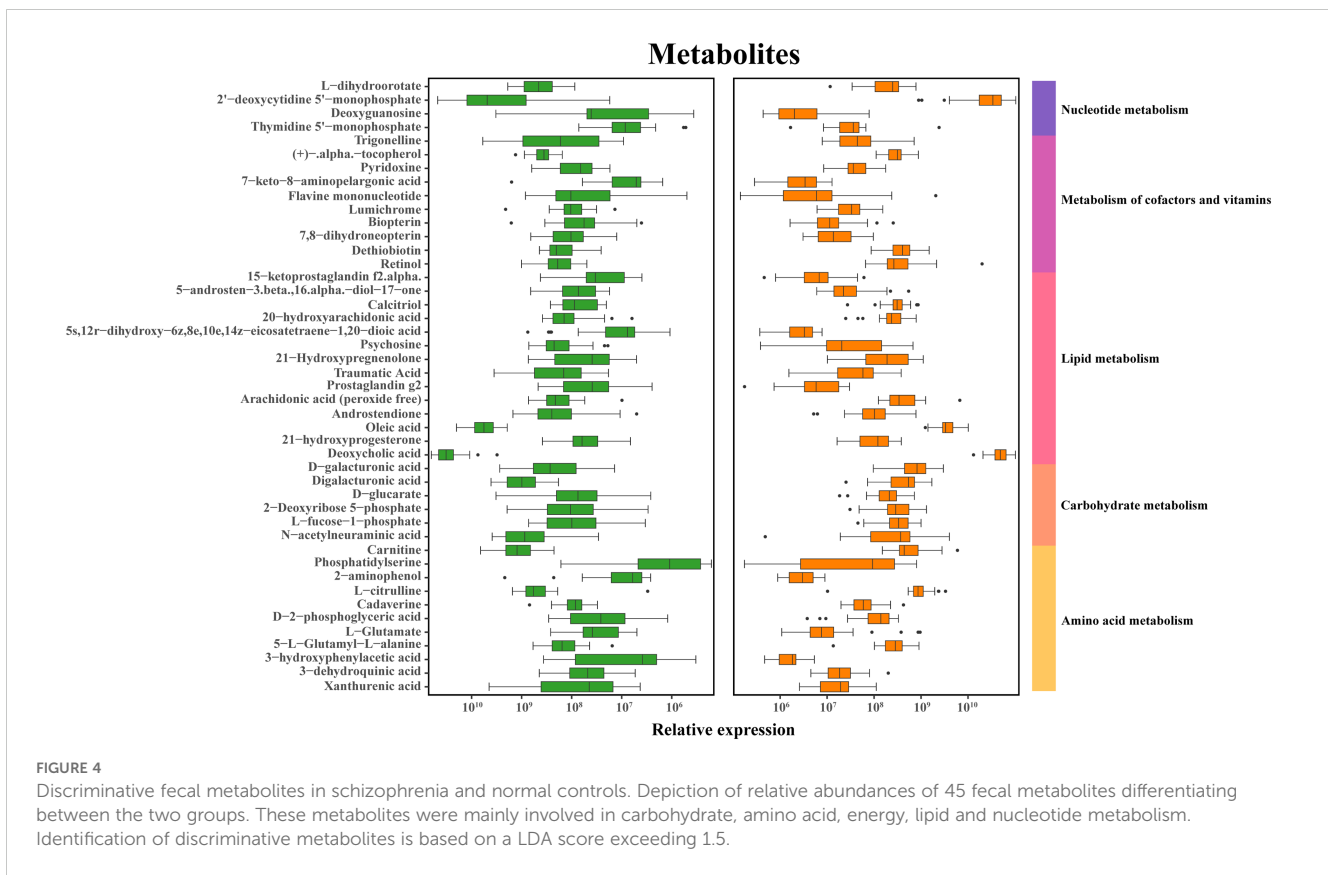 Metabolites
L−dihydroorotate
2'−deoxycytidine 5'−monophosphate
Deoxyguanosine
Thymidine 5'−monophosphate
Trigonelline
(+)−.alpha.−tocopherol
Pyridoxine
7−keto−8−aminopelargonic acid
Flavine mononucleotide
Lumichrome
Biopterin
7,8−dihydroneopterin
Dethiobiotin
Retinol
15−ketoprostaglandin f2.alpha.
5−androsten−3.beta.,16.alpha.−diol−17−one
Calcitriol
20−hydroxyarachidonic acid
5s,12r−dihydroxy−6z,8e,10e,14z−eicosatetraene−1,20−dioic acid
Psychosine
21−Hydroxypregnenolone
Traumatic Acid
Prostaglandin g2
Arachidonic acid (peroxide free)
Androstendione
Oleic acid
21−hydroxyprogesterone
Deoxycholic acid
D−galacturonic acid
Digalacturonic acid
D−glucarate
2−Deoxyribose 5−phosphate
L−fucose−1−phosphate
N−acetylneuraminic acid
Carnitine
Phosphatidylserine
2−aminophenol
L−citrulline
Cadaverine
D−2−phosphoglyceric acid
L−Glutamate
5−L−Glutamyl−L−alanine
3−hydroxyphenylacetic acid
3−dehydroquinic acid
Xanthurenic acid
Nucleotide metabolism
Metabolism of cofactors and vitamins
Lipid metabolism
Carbohydrate metabolism
Amino acid metabolism
10¹⁰ 10⁹ 10⁸ 10⁷ 10⁶ 10⁶ 10⁷ 10⁸ 10⁹ 10¹⁰
Relative expression
FIGURE 4
Discriminative fecal metabolites in schizophrenia and normal controls. Depiction of relative abundances of 45 fecal metabolites differentiating
between the two groups. These metabolites were mainly involved in carbohydrate, amino acid, energy, lipid and nucleotide metabolism.
Identification of discriminative metabolites is based on a LDA score exceeding 1.5.